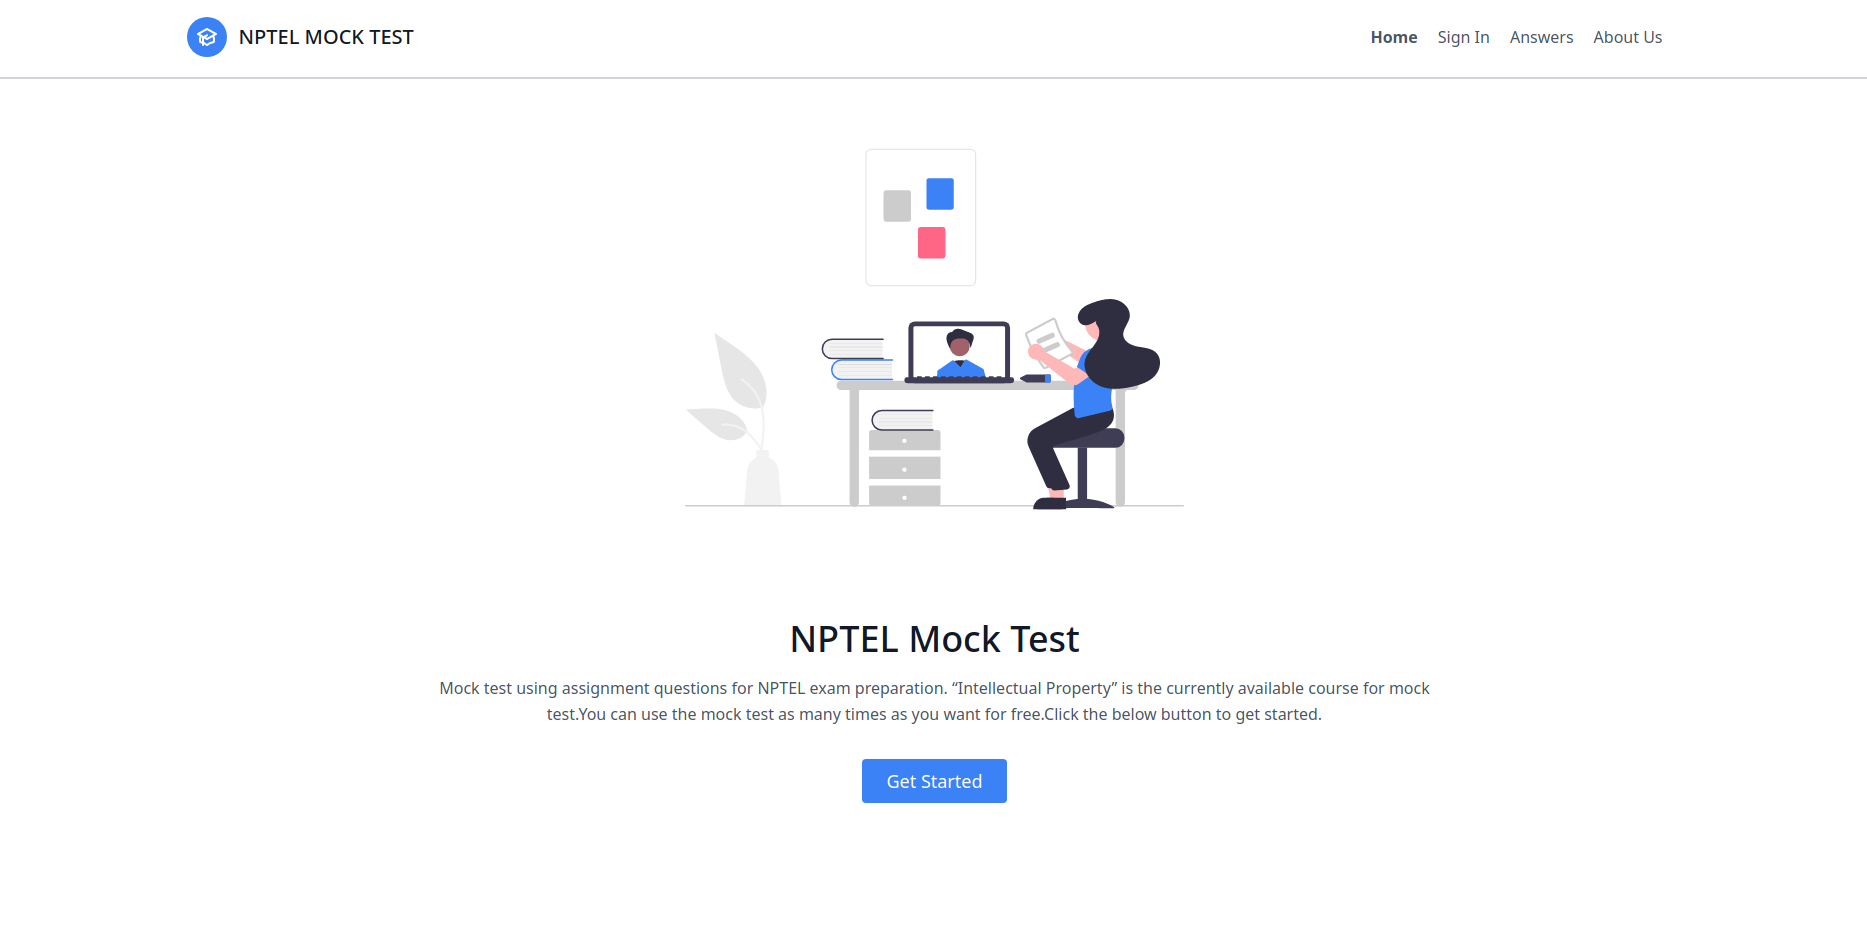 NPTEL MOCK TEST
Home Sign In Answers About Us
NPTEL Mock Test
Mock test using assignment questions for NPTEL exam preparation. “Intellectual Property” is the currently available course for mock
test.You can use the mock test as many times as you want for free.Click the below button to get started.
Get Started